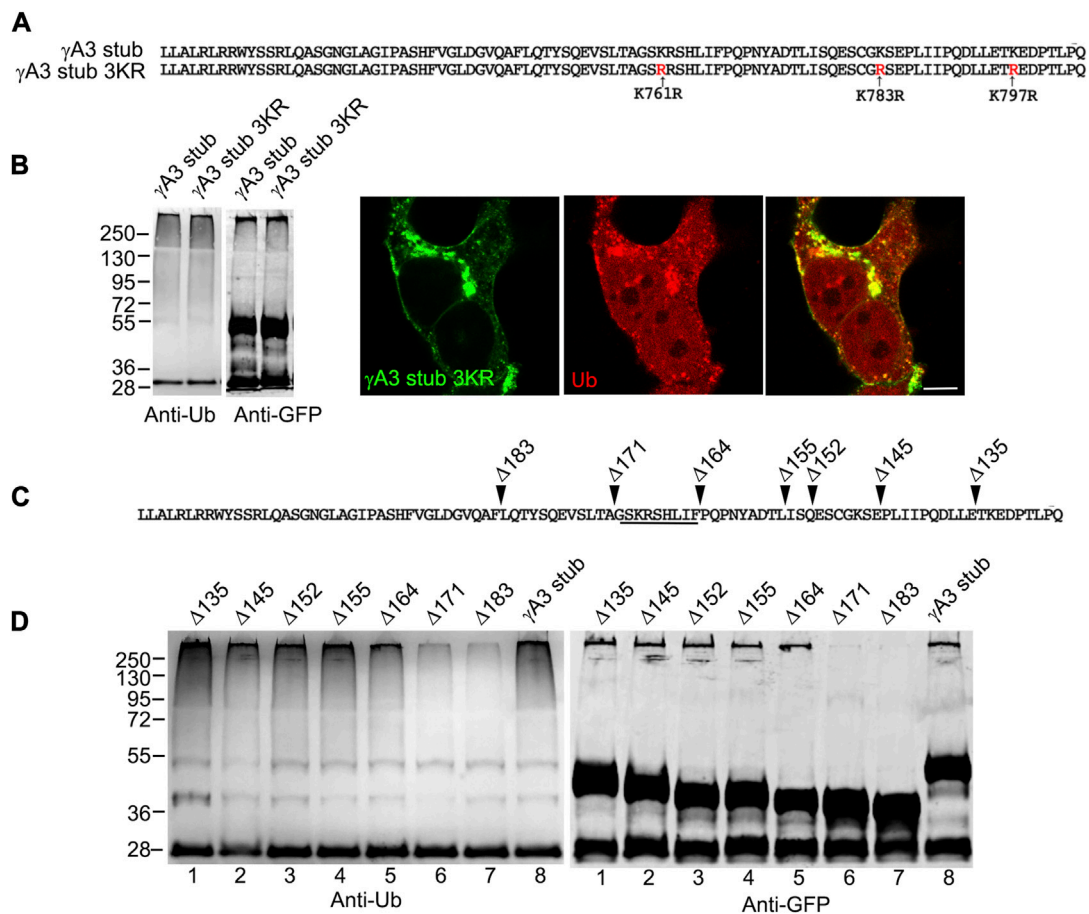 A
γA3 stub LLALRLRRWYSSRLQASGNGLAGIPASHFVGLDGVQAFLQTYSQEVSLTAGSKRSHLIFPQPNYADTLISQESCGKSEPLIIPQDLLETKEDPTLPQ
γA3 stub 3KR LLALRLRRWYSSRLQASGNGLAGIPASHFVGLDGVQAFLQTYSQEVSLTAGSRRSHLIFPQPNYADTLISQESCGRSEPLIIPQDLLETREDPTLPQ
K761R K783R K797R
B
γA3 stub γA3 stub 3KR γA3 stub γA3 stub 3KR
250
130
95
72
55
36
28
Anti-Ub Anti-GFP
γA3 stub 3KR Ub
Δ183 Δ171 Δ164 Δ155 Δ152 Δ145 Δ135
C
LLALRLRRWYSSRLQASGNGLAGIPASHFVGLDGVQAFLQTYSQEVSLTAGSKRSHLIFPQPNYADTLISQESCGKSEPLIIPQDLLETKEDPTLPQ
D
Δ135 Δ145 Δ152 Δ155 Δ164 Δ171 Δ183 γA3 stub Δ135 Δ145 Δ152 Δ155 Δ164 Δ171 Δ183 γA3 stub
250
130
95
72
55
36
28
1 2 3 4 5 6 7 8 1 2 3 4 5 6 7 8
Anti-Ub Anti-GFP